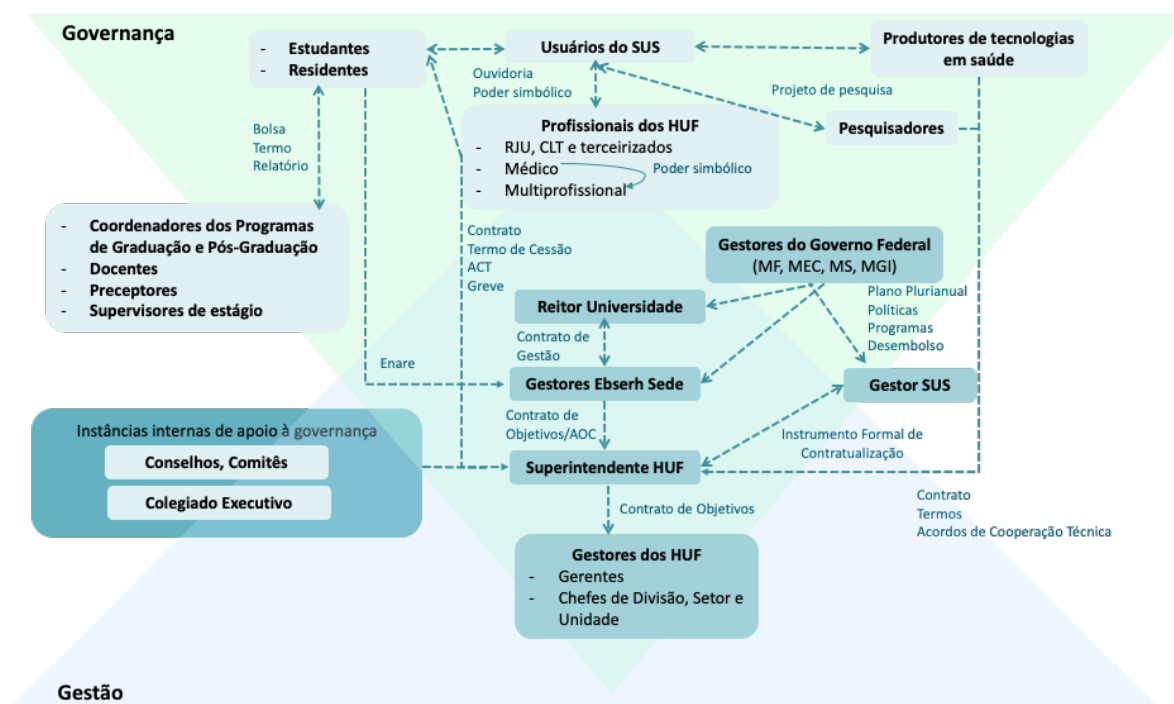 Governança
- Estudantes
- Residentes
Usuários do SUS
Produtores de tecnologias
em saúde
Ouvidoria
Poder simbólico
Projeto de pesquisa
Bolsa
Termo
Relatório
Profissionais dos HUF
- RJU, CLT e terceirizados
- Médico
- Multiprofissional
Poder simbólico
Pesquisadores
- Coordenadores dos Programas
de Graduação e Pós-Graduação
- Docentes
- Preceptores
- Supervisores de estágio
Contrato
Termo de Cessão
ACT
Greve
Gestores do Governo Federal
(MF, MEC, MS, MGI)
Reitor Universidade
Plano Plurianual
Políticas
Programas
Desembolso
Contrato de
Gestão
Enare
Gestores Ebserh Sede
Gestor SUS
Contrato de
Objetivos/AOC
Instâncias internas de apoio à governança
Conselhos, Comitês
Colegiado Executivo
Instrumento Formal de
Contratualização
Superintendente HUF
Contrato de Objetivos
Contrato
Termos
Acordos de Cooperação Técnica
Gestores dos HUF
- Gerentes
- Chefes de Divisão, Setor e
Unidade
Gestão